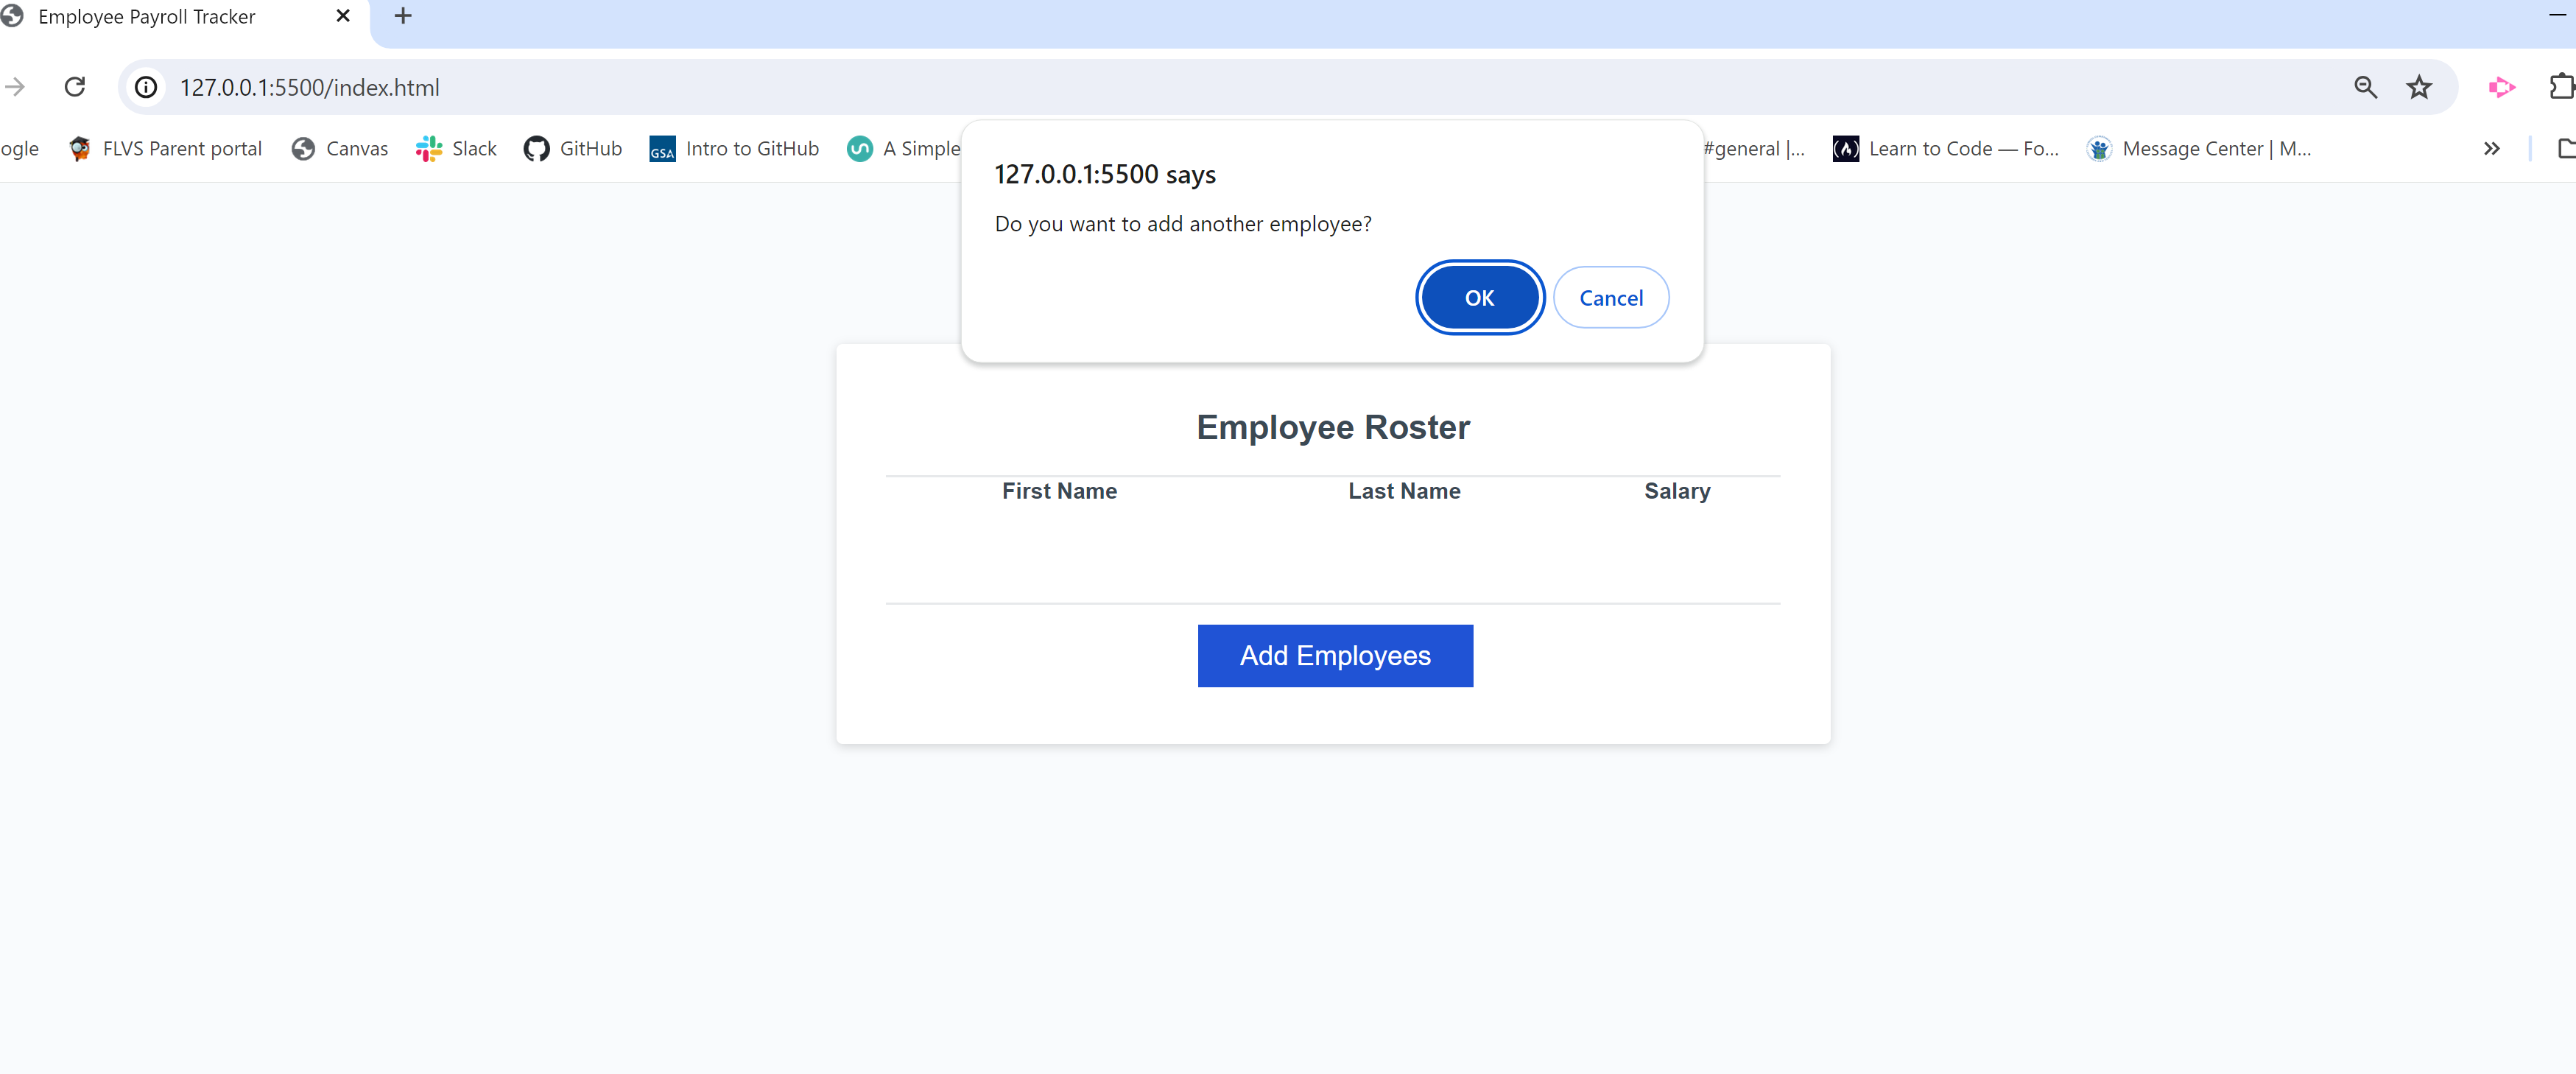 Employee Payroll Tracker
127.0.0.1:5500/index.html
ogle FLVS Parent portal Canvas Slack GitHub GSA Intro to GitHub A Simple #general |... Learn to Code — Fo... Message Center | M...
127.0.0.1:5500 says
Do you want to add another employee?
OK Cancel
Employee Roster
First Name Last Name Salary
Add Employees